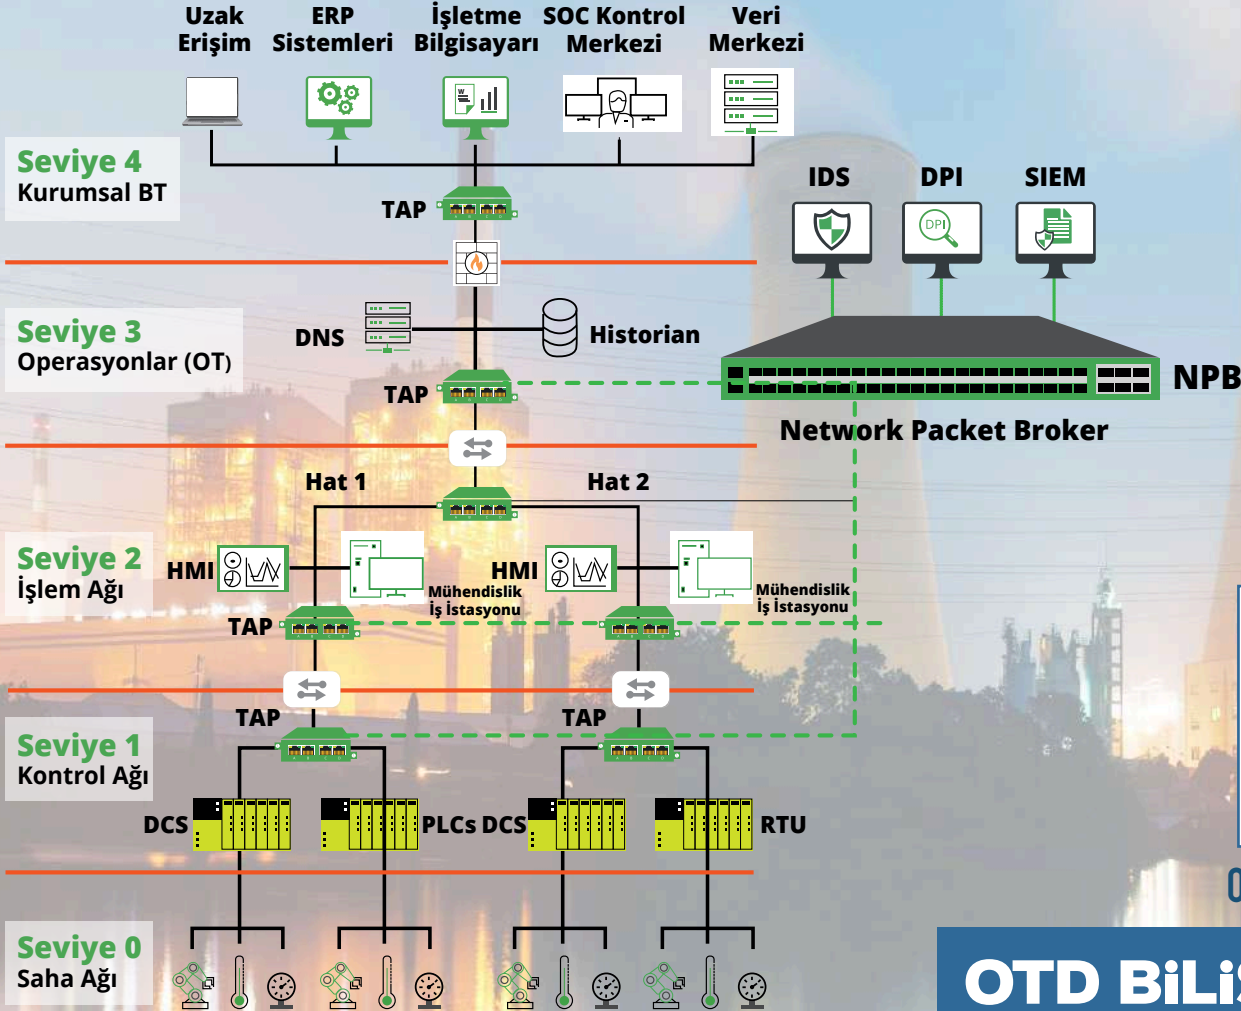 Uzak
Erişim
ERP
Sistemleri
İşletme
Bilgisayarı
SOC Kontrol
Merkezi
Veri
Merkezi
Seviye 4
Kurumsal BT
TAP
IDS
DPI
SIEM
DPI
Seviye 3
Operasyonlar (OT)
DNS
Historian
TAP
NPB
Network Packet Broker
Hat 1
Hat 2
Seviye 2
İşlem Ağı
HMI
Mühendislik
İş İstasyonu
HMI
Mühendislik
İş İstasyonu
TAP
TAP
TAP
Seviye 1
Kontrol Ağı
DCS
PLCs
DCS
RTU
Seviye 0
Saha Ağı
OTD BiLiŞ